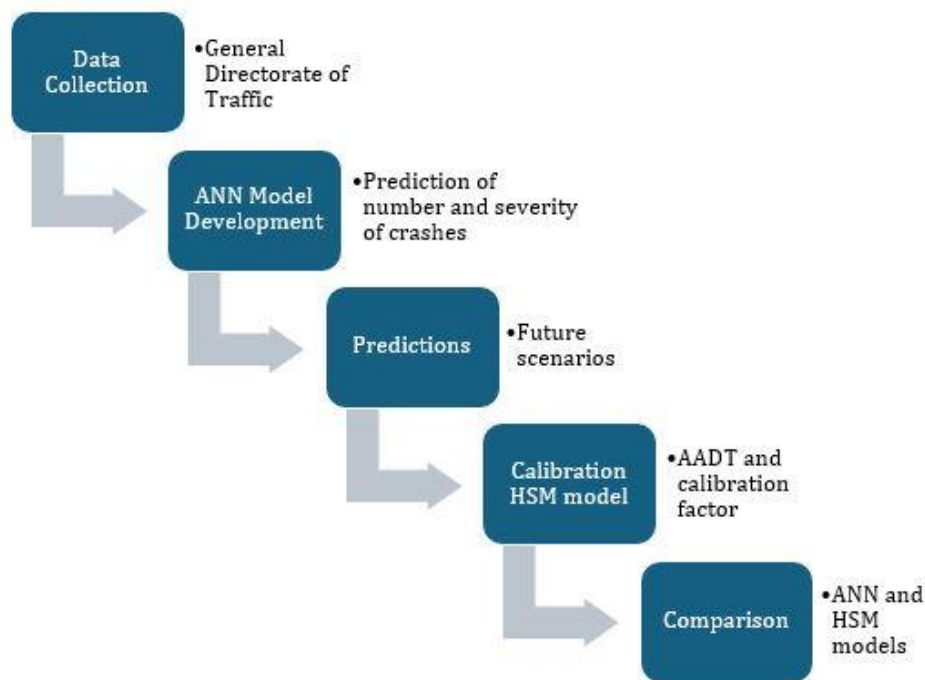 Data
Collection
•General
Directorate of
Traffic
ANN Model
Development
•Prediction of
number and severity
of crashes
Predictions
•Future
scenarios
Calibration
HSM model
•AADT and
calibration
factor
Comparison
•ANN and
HSM
models